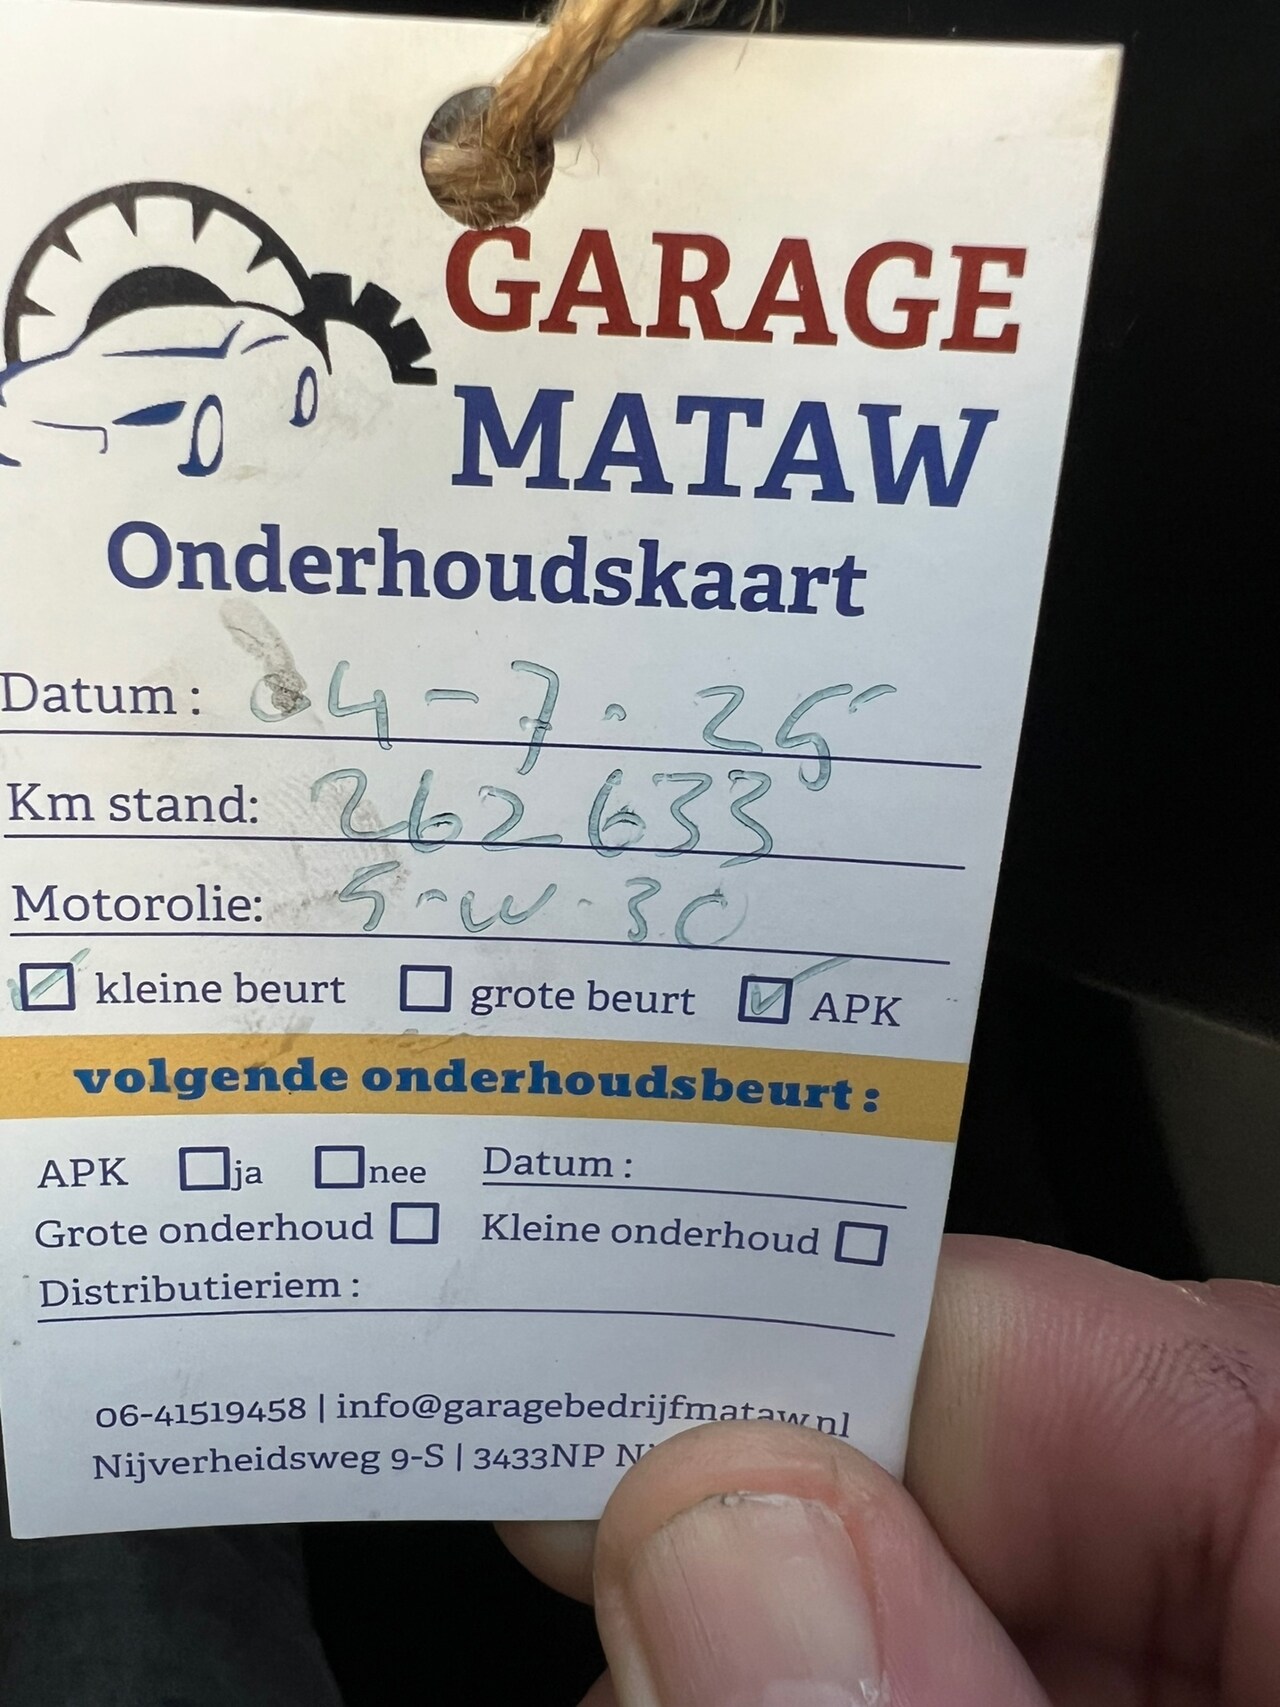 GARAGE
MATAW
Onderhoudskaart
Datum : 04-7-25
Km stand: 262633
Motorolie: 5-W-30
kleine beurt grote beurt APK
volgende onderhoudsbeurt:
APK ja nee Datum :
Grote onderhoud Kleine onderhoud
Distributieriem :
06-41519458 | info@garagebedrijfmataw.nl
Nijverheidsweg 9-S | 3433NP